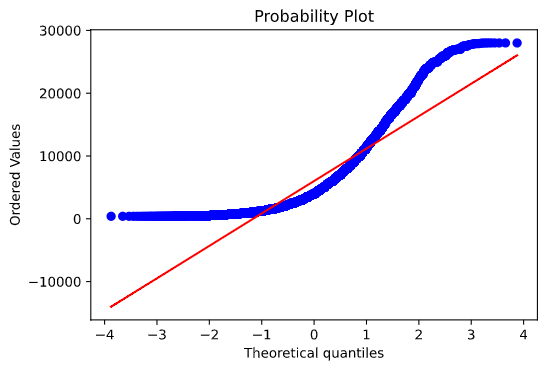 Probability Plot
Ordered Values
30000
20000
10000
0
−10000
−4 −3 −2 −1 0 1 2 3 4
Theoretical quantiles